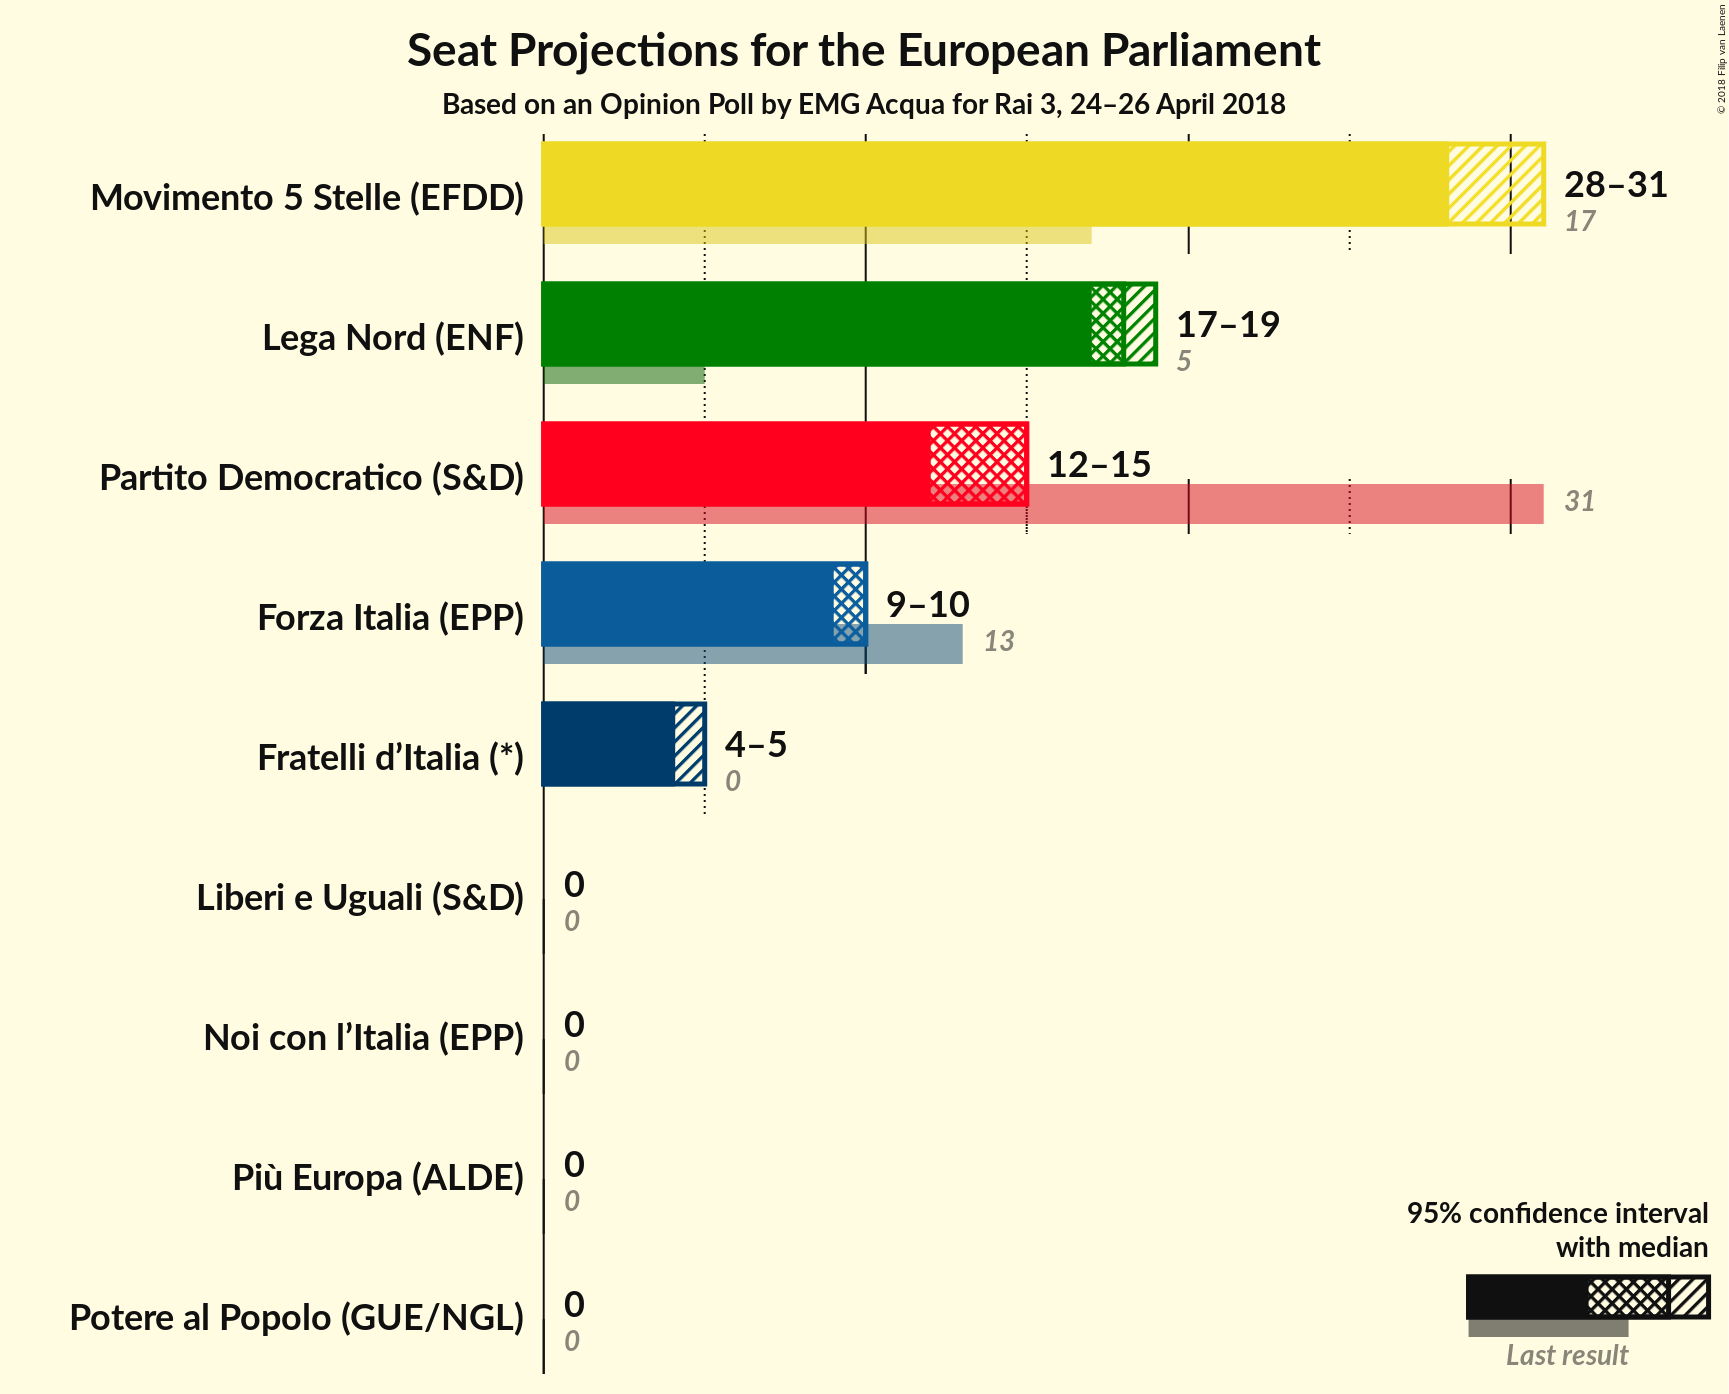 Seat Projections for the European Parliament
Based on an Opinion Poll by EMG Acqua for Rai 3, 24–26 April 2018
© 2018 Filip van Laenen
Movimento 5 Stelle (EFDD)
28–31
17
Lega Nord (ENF)
17–19
5
Partito Democratico (S&D)
12–15
31
Forza Italia (EPP)
9–10
13
Fratelli d’Italia (*)
4–5
0
Liberi e Uguali (S&D)
0
0
Noi con l’Italia (EPP)
0
0
Più Europa (ALDE)
0
0
Potere al Popolo (GUE/NGL)
0
0
95% confidence interval
with median
Last result